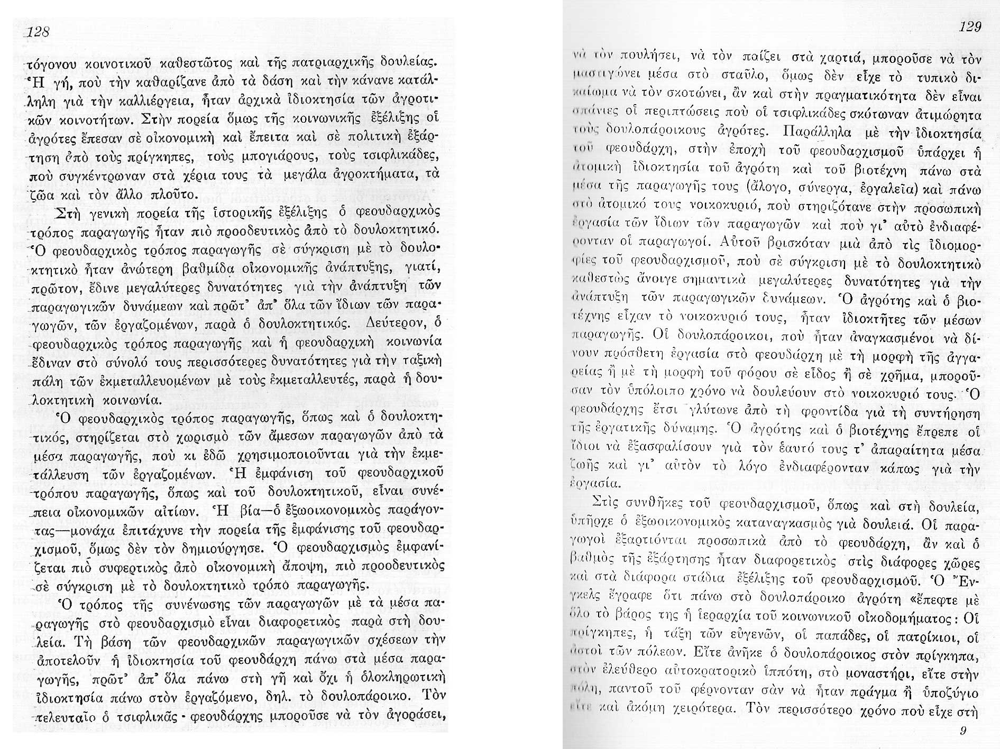 128
τόγονου κοινοτικοῦ καθεστῶτος καὶ τῆς πατριαρχικῆς δουλείας.
Ἡ γή, ποὺ τὴν καθαρίζανε ἀπὸ τὰ δάση καὶ τὴν κάνανε κατάλ-
ληλη γιὰ τὴν καλλιέργεια, ἦταν ἀρχικὰ ἰδιοκτησία τῶν ἀγροτι-
κῶν κοινοτήτων. Στὴν πορεία ὅμως τῆς κοινωνικῆς ἐξέλιξης οἱ
ἀγρότες ἔπεσαν σὲ οἰκονομικὴ καὶ ἔπειτα καὶ σὲ πολιτικὴ ἐξάρ-
τηση ἀπὸ τοὺς πρίγκηπες, τοὺς μπογιάρους, τοὺς τσιφλικάδες,
ποὺ συγκέντρωναν στὰ χέρια τους τὰ μεγάλα ἀγροκτήματα, τὰ
ζῶα καὶ τὸν ἄλλο πλοῦτο.
Στὴ γενικὴ πορεία τῆς ἱστορικῆς ἐξέλιξης ὁ φεουδαρχικὸς
τρόπος παραγωγῆς ἦταν πιὸ προοδευτικὸς ἀπὸ τὸ δουλοκτητικό.
Ὁ φεουδαρχικὸς τρόπος παραγωγῆς σὲ σύγκριση μὲ τὸ δουλο-
κτητικὸ ἦταν ἀνώτερη βαθμίδα οἰκονομικῆς ἀνάπτυξης, γιατί,
πρῶτον, ἔδινε μεγαλύτερες δυνατότητες γιὰ τὴν ἀνάπτυξη τῶν
παραγωγικῶν δυνάμεων καὶ πρῶτ' ἀπ' ὅλα τῶν ἴδιων τῶν παρα-
γωγῶν, τῶν ἐργαζομένων, παρὰ ὁ δουλοκτητικός. Δεύτερον, ὁ
φεουδαρχικὸς τρόπος παραγωγῆς καὶ ἡ φεουδαρχικὴ κοινωνία
ἔδιναν στὸ σύνολό τους περισσότερες δυνατότητες γιὰ τὴν ταξικὴ
πάλη τῶν ἐκμεταλλευομένων μὲ τοὺς ἐκμεταλλευτές, παρὰ ἡ δου-
λοκτητικὴ κοινωνία.
Ὁ φεουδαρχικὸς τρόπος παραγωγῆς, ὅπως καὶ ὁ δουλοκτη-
τικός, στηρίζεται στὸ χωρισμὸ τῶν ἄμεσων παραγωγῶν ἀπὸ τὰ
μέσα παραγωγῆς, ποὺ κι ἐδῶ χρησιμοποιοῦνται γιὰ τὴν ἐκμε-
τάλλευση τῶν ἐργαζομένων. Ἡ ἐμφάνιση τοῦ φεουδαρχικοῦ
τρόπου παραγωγῆς, ὅπως καὶ τοῦ δουλοκτητικοῦ, εἶναι συνέ-
πεια οἰκονομικῶν αἰτίων. Ἡ βία—ὁ ἐξωοικονομικὸς παράγον-
τας—μονάχα ἐπιτάχυνε τὴν πορεία τῆς ἐμφάνισης τοῦ φεουδαρ-
χισμοῦ, ὅμως δὲν τὸν δημιούργησε. Ὁ φεουδαρχισμὸς ἐμφανί-
ζεται πιὸ συφερτικὸς ἀπὸ οἰκονομικὴ ἄποψη, πιὸ προοδευτικὸς
σὲ σύγκριση μὲ τὸ δουλοκτητικὸ τρόπο παραγωγῆς.
Ὁ τρόπος τῆς συνένωσης τῶν παραγωγῶν μὲ τὰ μέσα πα-
ραγωγῆς στὸ φεουδαρχισμὸ εἶναι διαφορετικὸς παρὰ στὴ δου-
λεία. Τὴ βάση τῶν φεουδαρχικῶν παραγωγικῶν σχέσεων τὴν
ἀποτελοῦν ἡ ἰδιοκτησία τοῦ φεουδάρχη πάνω στὰ μέσα παρα-
γωγῆς, πρῶτ' ἀπ' ὅλα πάνω στὴ γῆ καὶ ὄχι ἡ ὁλοκληρωτικὴ
ἰδιοκτησία πάνω στὸν ἐργαζόμενο, δηλ. τὸ δουλοπάροικο. Τὸν
τελευταῖο ὁ τσιφλικᾶς - φεουδάρχης μποροῦσε νὰ τὸν ἀγοράσει,
129
νὰ τὸν πουλήσει, νὰ τὸν παίζει στὰ χαρτιά, μποροῦσε νὰ τὸν
μαστιγώνει μέσα στὸ σταῦλο, ὅμως δὲν εἶχε τὸ τυπικὸ δι-
καίωμα νὰ τὸν σκοτώνει, ἂν καὶ στὴν πραγματικότητα δὲν εἶναι
σπάνιες οἱ περιπτώσεις ποὺ οἱ τσιφλικάδες σκότωναν ἀτιμώρητα
τοὺς δουλοπάροικους ἀγρότες. Παράλληλα μὲ τὴν ἰδιοκτησία
τοῦ φεουδάρχη, στὴν ἐποχὴ τοῦ φεουδαρχισμοῦ ὑπάρχει ἡ
ἀτομικὴ ἰδιοκτησία τοῦ ἀγρότη καὶ τοῦ βιοτέχνη πάνω στὰ
μέσα τῆς παραγωγῆς τους (ἄλογο, σύνεργα, ἐργαλεῖα) καὶ πάνω
στὸ ἀτομικό τους νοικοκυριό, ποὺ στηριζότανε στὴν προσωπικὴ
ἐργασία τῶν ἴδιων τῶν παραγωγῶν καὶ ποὺ γι' αὐτὸ ἐνδιαφέ-
ρονταν οἱ παραγωγοί. Αὐτοῦ βρισκόταν μιὰ ἀπὸ τὶς ἰδιομορ-
φίες τοῦ φεουδαρχισμοῦ, ποὺ σὲ σύγκριση μὲ τὸ δουλοκτητικὸ
καθεστὼς ἄνοιγε σημαντικὰ μεγαλύτερες δυνατότητες γιὰ τὴν
ἀνάπτυξη τῶν παραγωγικῶν δυνάμεων. Ὁ ἀγρότης καὶ ὁ βιο-
τέχνης εἶχαν τὸ νοικοκυριό τους, ἦταν ἰδιοκτῆτες τῶν μέσων
παραγωγῆς. Οἱ δουλοπάροικοι, ποὺ ἦταν ἀναγκασμένοι νὰ δί-
νουν πρόσθετη ἐργασία στὸ φεουδάρχη μὲ τὴ μορφὴ τῆς ἀγγα-
ρείας ἢ μὲ τὴ μορφὴ τοῦ φόρου σὲ εἶδος ἢ σὲ χρῆμα, μποροῦ-
σαν τὸν ὑπόλοιπο χρόνο νὰ δουλεύουν στὸ νοικοκυριό τους. Ὁ
φεουδάρχης ἔτσι γλύτωνε ἀπὸ τὴ φροντίδα γιὰ τὴ συντήρηση
τῆς ἐργατικῆς δύναμης. Ὁ ἀγρότης καὶ ὁ βιοτέχνης ἔπρεπε οἱ
ἴδιοι νὰ ἐξασφαλίσουν γιὰ τὸν ἑαυτό τους τ' ἀπαραίτητα μέσα
ζωῆς καὶ γι' αὐτὸν τὸ λόγο ἐνδιαφέρονταν κάπως γιὰ τὴν
ἐργασία.
Στὶς συνθῆκες τοῦ φεουδαρχισμοῦ, ὅπως καὶ στὴ δουλεία,
ὑπῆρχε ὁ ἐξωοικονομικὸς καταναγκασμὸς γιὰ δουλειά. Οἱ παρα-
γωγοὶ ἐξαρτιόνται προσωπικὰ ἀπὸ τὸ φεουδάρχη, ἂν καὶ ὁ
βαθμὸς τῆς ἐξάρτησης ἦταν διαφορετικὸς στὶς διάφορες χῶρες
καὶ στὰ διάφορα στάδια ἐξέλιξης τοῦ φεουδαρχισμοῦ. Ὁ Ἔν-
γκελς ἔγραφε ὅτι πάνω στὸ δουλοπάροικο ἀγρότη «ἔπεφτε μὲ
ὅλο τὸ βάρος της ἡ ἱεραρχία τοῦ κοινωνικοῦ οἰκοδομήματος: Οἱ
πρίγκηπες, ἡ τάξη τῶν εὐγενῶν, οἱ παπάδες, οἱ πατρίκιοι, οἱ
ἀστοὶ τῶν πόλεων. Εἴτε ἀνῆκε ὁ δουλοπάροικος στὸν πρίγκηπα,
στὸν ἐλεύθερο αὐτοκρατορικὸ ἱππότη, στὸ μοναστήρι, εἴτε στὴν
πόλη, παντοῦ τοῦ φέρνονταν σὰν νὰ ἦταν πράγμα ἢ ὑποζύγιο
εἴτε καὶ ἀκόμη χειρότερα. Τὸν περισσότερο χρόνο ποὺ εἶχε στὴ
9